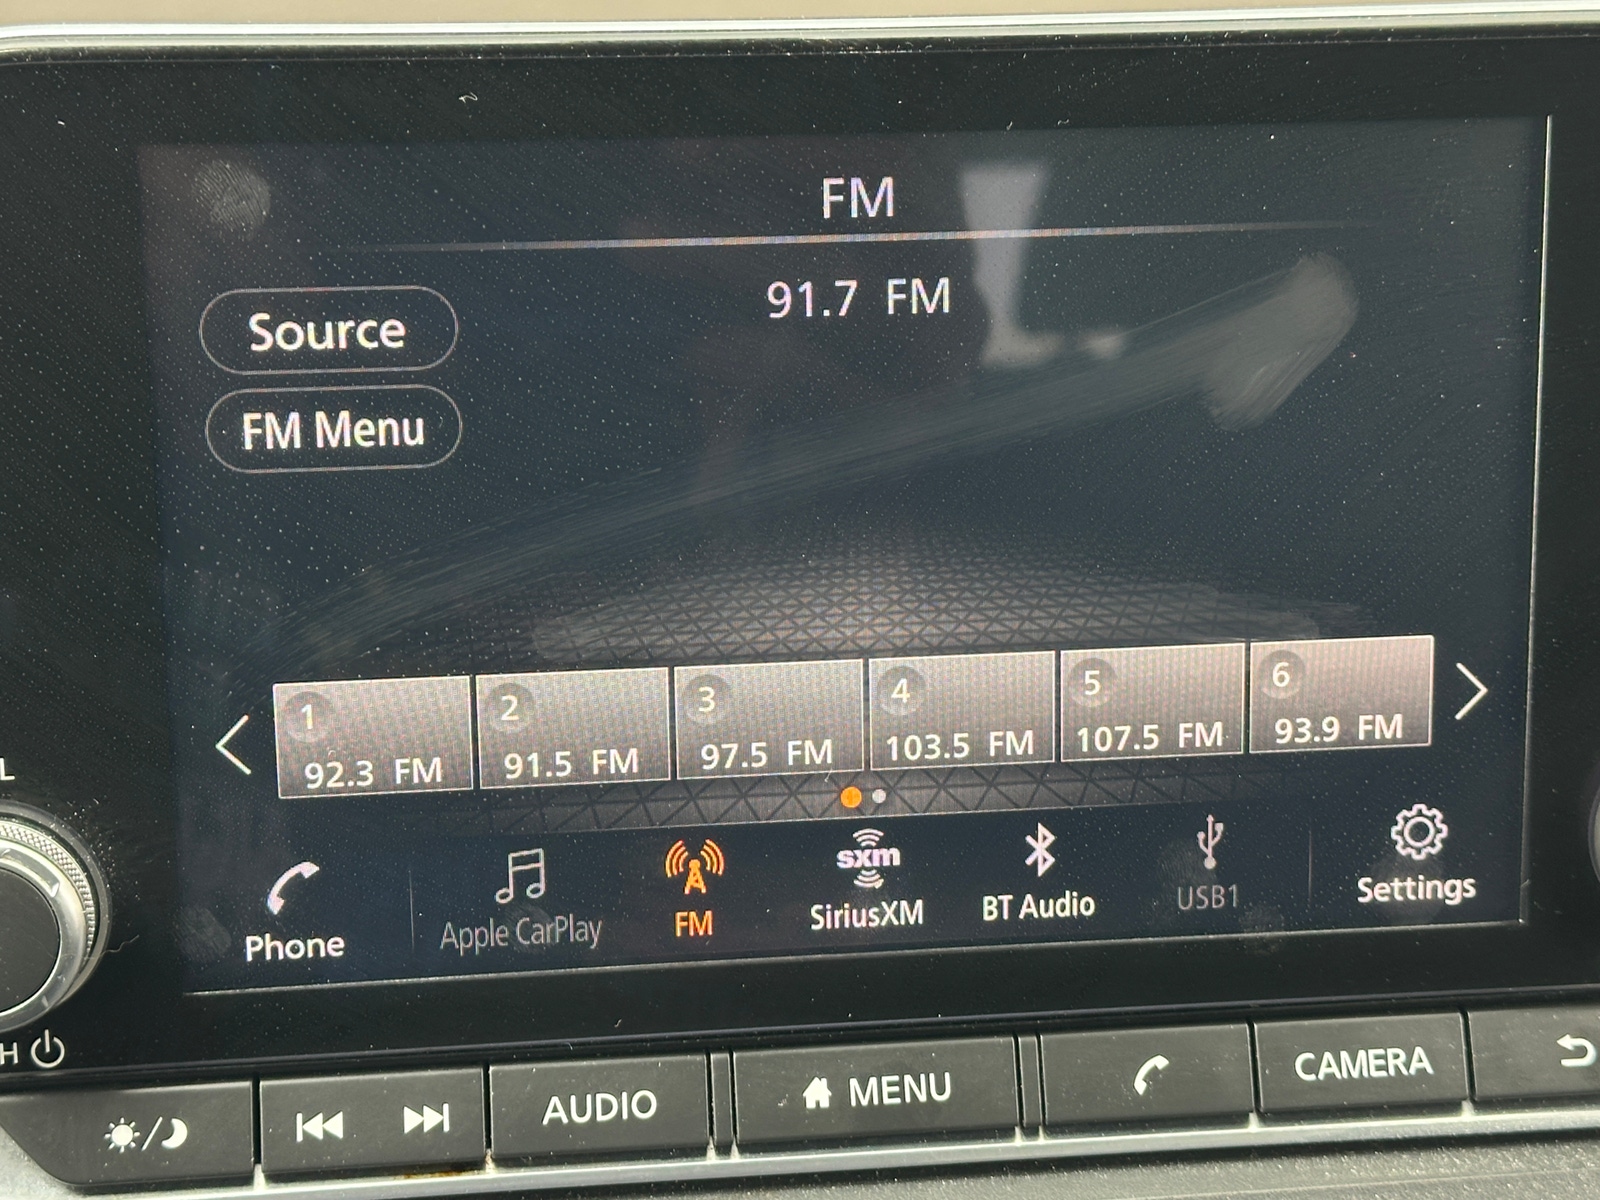 FM
91.7 FM
Source
FM Menu
1 2 3 4 5 6
92.3 FM 91.5 FM 97.5 FM 103.5 FM 107.5 FM 93.9 FM
sxm
Phone Apple CarPlay FM SiriusXM BT Audio USB1 Settings
L
H
AUDIO MENU CAMERA